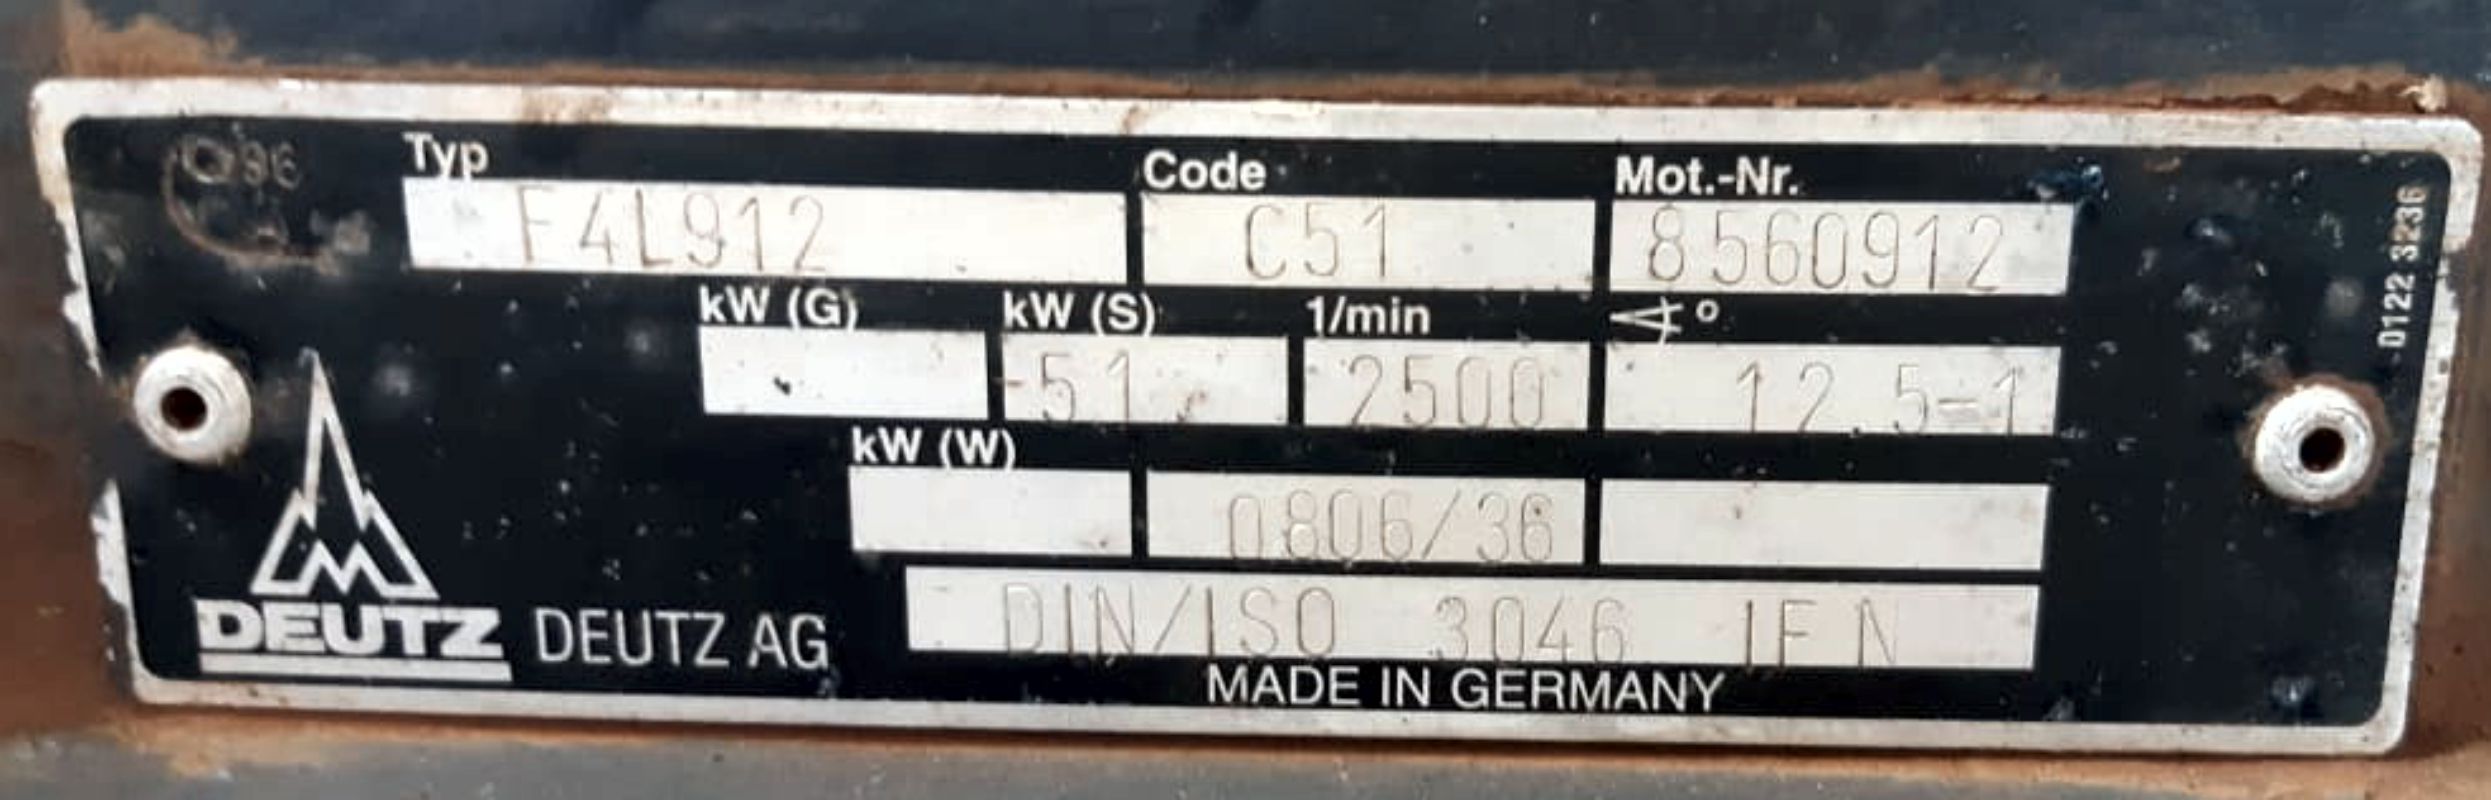 Typ Code Mot.-Nr.
F4L912 C51 8560912
kW (G) kW (S) 1/min ∢°
51 2500 12.5-1
kW (W)
0806/36
DIN/ISO 3046 IFN
DEUTZ DEUTZ AG
MADE IN GERMANY
0122 3236
96